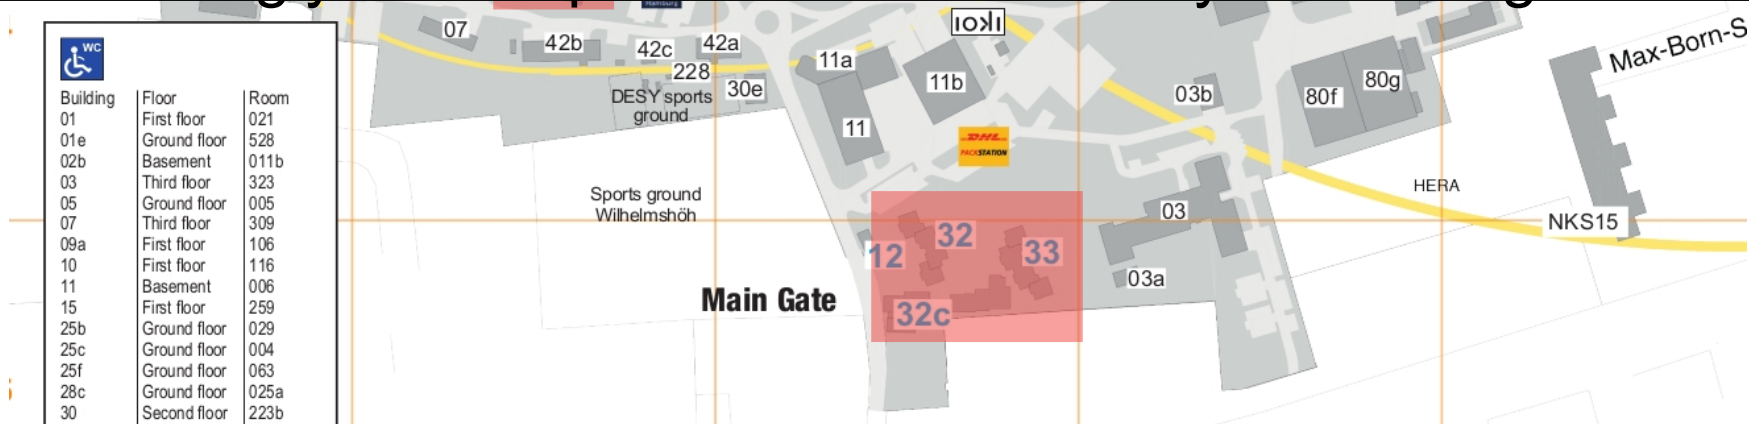 WC
Building Floor Room
01 First floor 021
01e Ground floor 528
02b Basement 011b
03 Third floor 323
05 Ground floor 005
07 Third floor 309
09a First floor 106
10 First floor 116
11 Basement 006
15 First floor 259
25b Ground floor 029
25c Ground floor 004
25f Ground floor 063
28c Ground floor 025a
30 Second floor 223b
07
42b
42c
42a
228
30e
DESY sports
ground
11a
11b
11
DHL
PACKSTATION
03b
80f
80g
Max-Born-S
Sports ground
Wilhelmshöh
HERA
NKS15
03
03a
12
32
33
32c
Main Gate